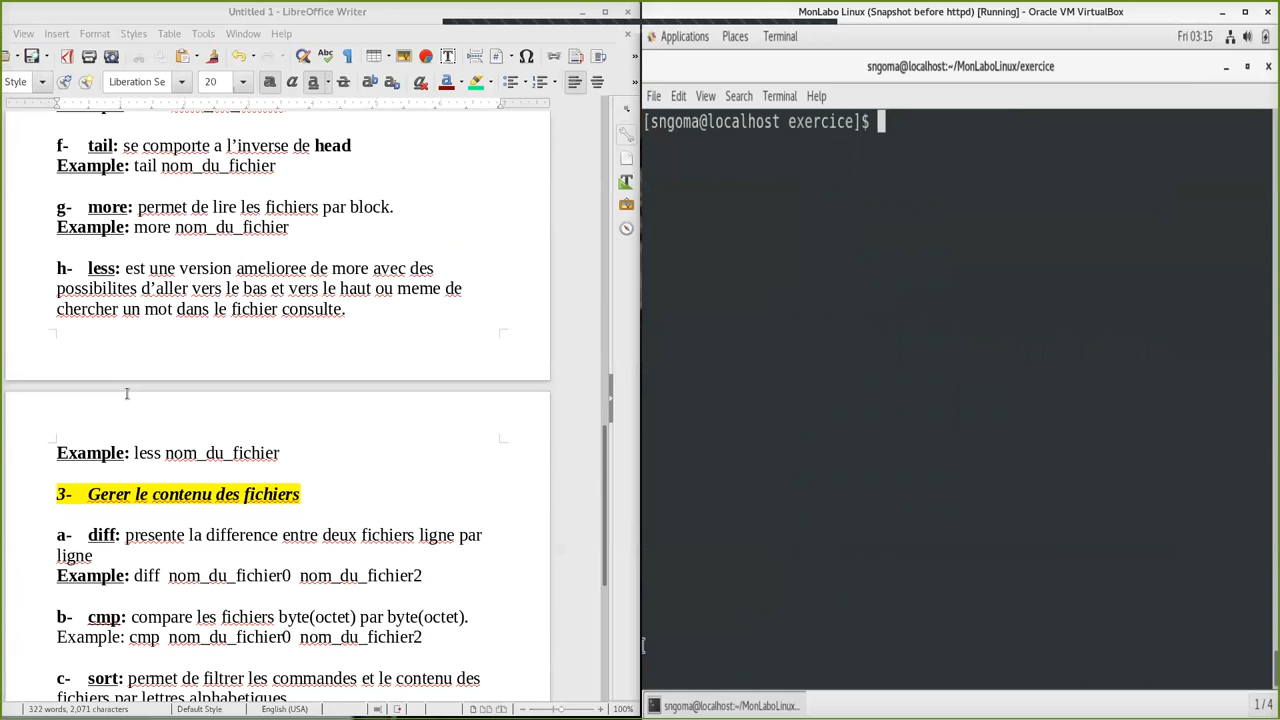 Untitled 1 - LibreOffice Writer
View Insert Format Styles Table Tools Window Help
Style Liberation Se 20
f- tail: se comporte a l’inverse de head
Example: tail nom_du_fichier
g- more: permet de lire les fichiers par block.
Example: more nom_du_fichier
h- less: est une version amelioree de more avec des
possibilites d’aller vers le bas et vers le haut ou meme de
chercher un mot dans le fichier consulte.
Example: less nom_du_fichier
3- Gerer le contenu des fichiers
a- diff: presente la difference entre deux fichiers ligne par
ligne
Example: diff nom_du_fichier0 nom_du_fichier2
b- cmp: compare les fichiers byte(octet) par byte(octet).
Example: cmp nom_du_fichier0 nom_du_fichier2
c- sort: permet de filtrer les commandes et le contenu des
fichiers par lettres alphabetiques
322 words, 2,071 characters Default Style English (USA) 100%
MonLabo Linux (Snapshot before httpd) [Running] - Oracle VM VirtualBox
Applications Places Terminal Fri 03:15
sngoma@localhost:~/MonLaboLinux/exercice
File Edit View Search Terminal Help
[sngoma@localhost exercice]$
sngoma@localhost:~/MonLaboLinux... 1 / 4